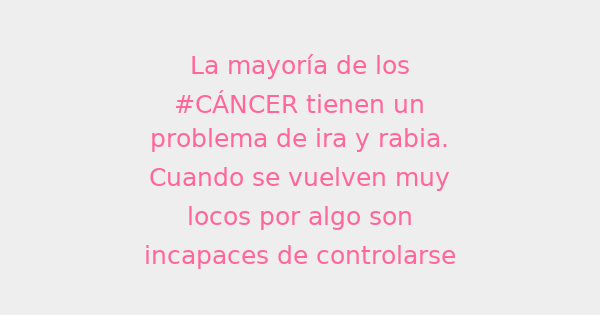 La mayoría de los
#CÁNCER tienen un
problema de ira y rabia.
Cuando se vuelven muy
locos por algo son
incapaces de controlarse